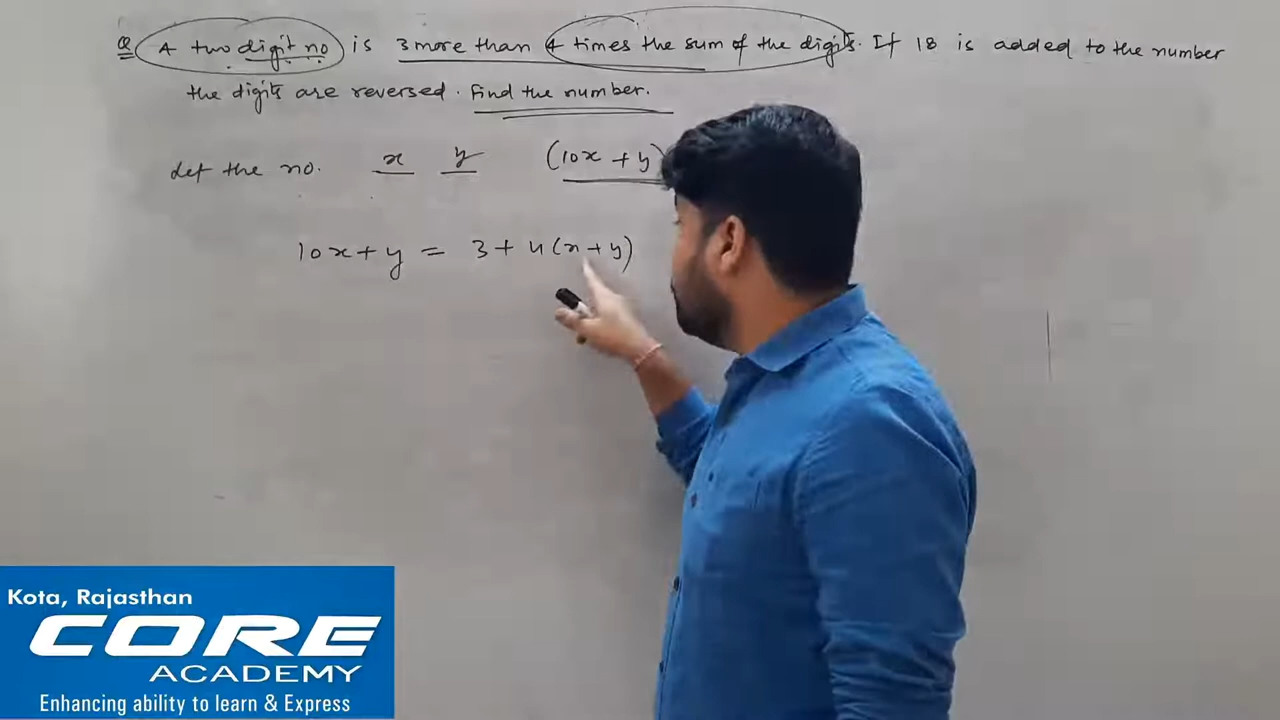 Q A two digit no is 3 more than 4 times the sum of the digits. If 18 is added to the number
the digits are reversed. Find the number.
Let the no. x y (10x + y)
10x + y = 3 + 4(x + y)
Kota, Rajasthan
CORE
ACADEMY
Enhancing ability to learn & Express